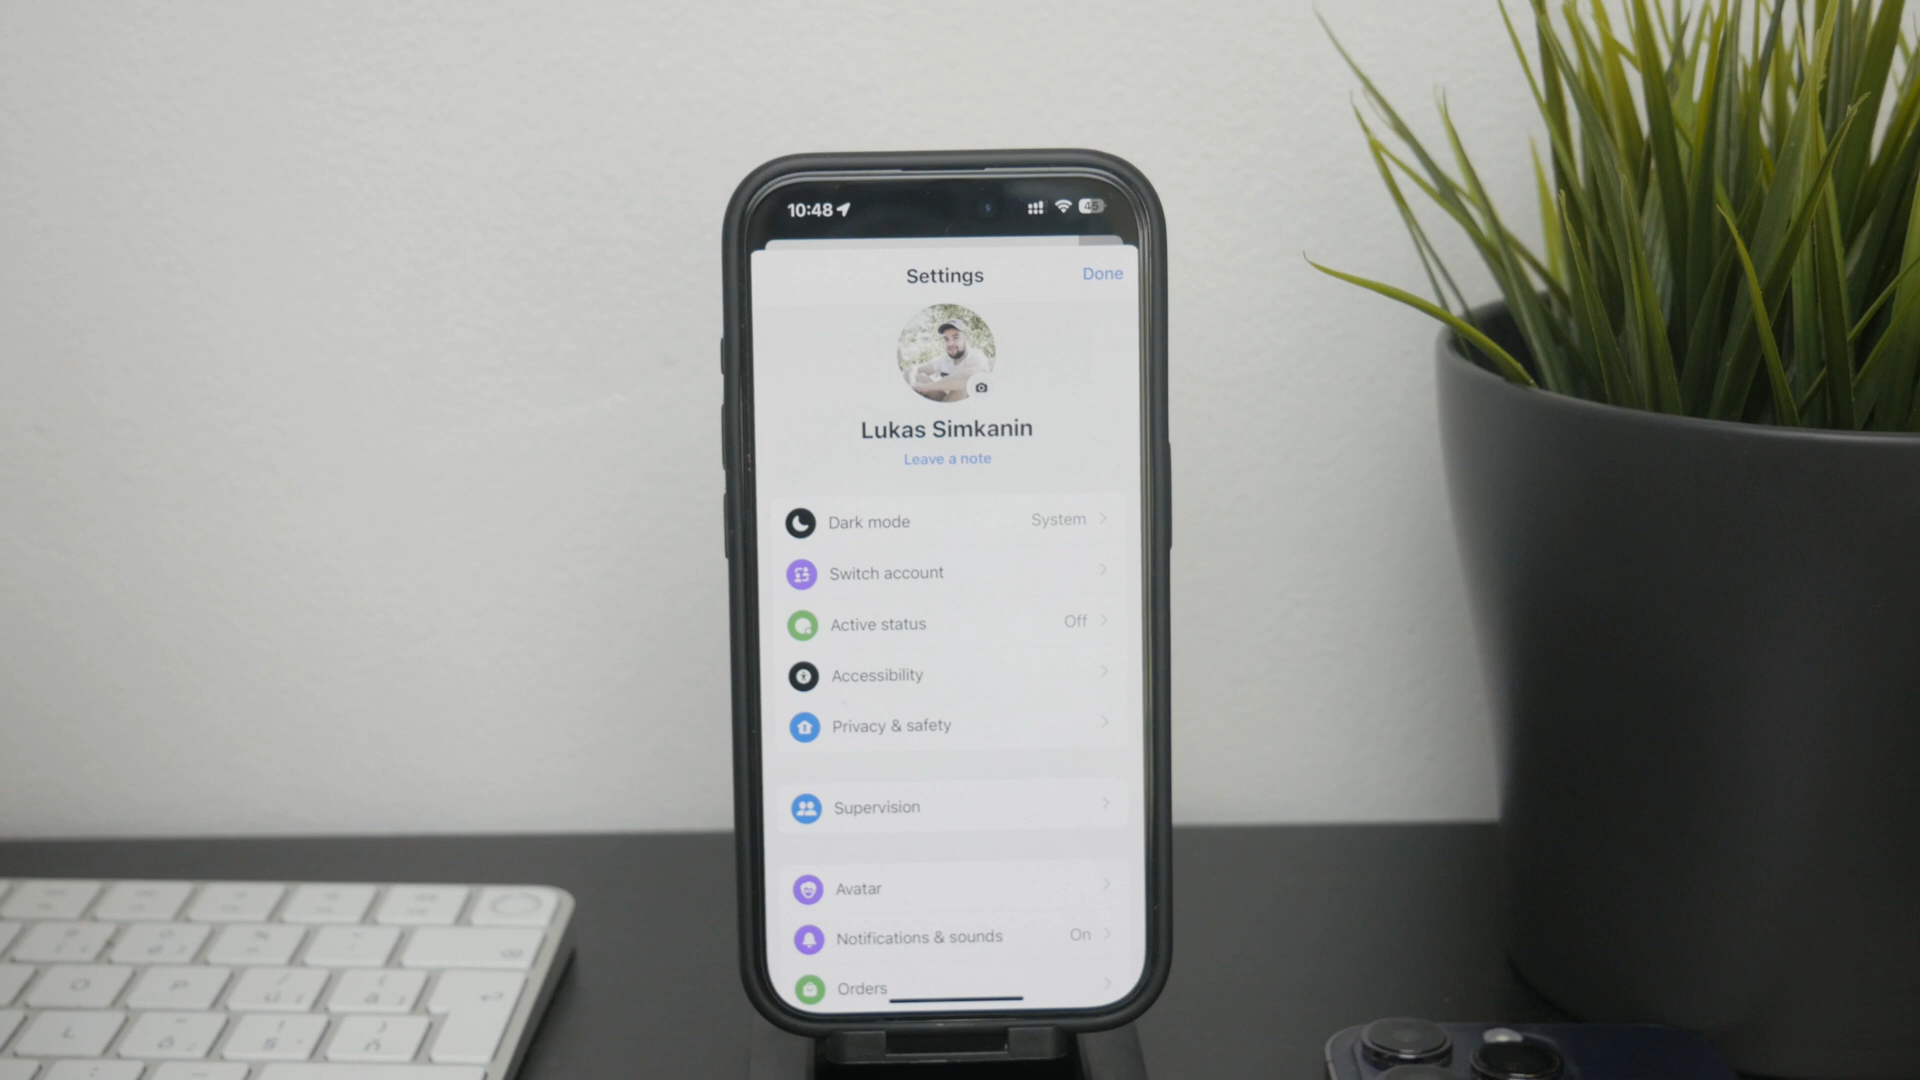 10:48
45
Settings
Done
Lukas Simkanin
Leave a note
Dark mode
System
Switch account
Active status
Off
Accessibility
Privacy & safety
Supervision
Avatar
Notifications & sounds
On
Orders
O
P
L